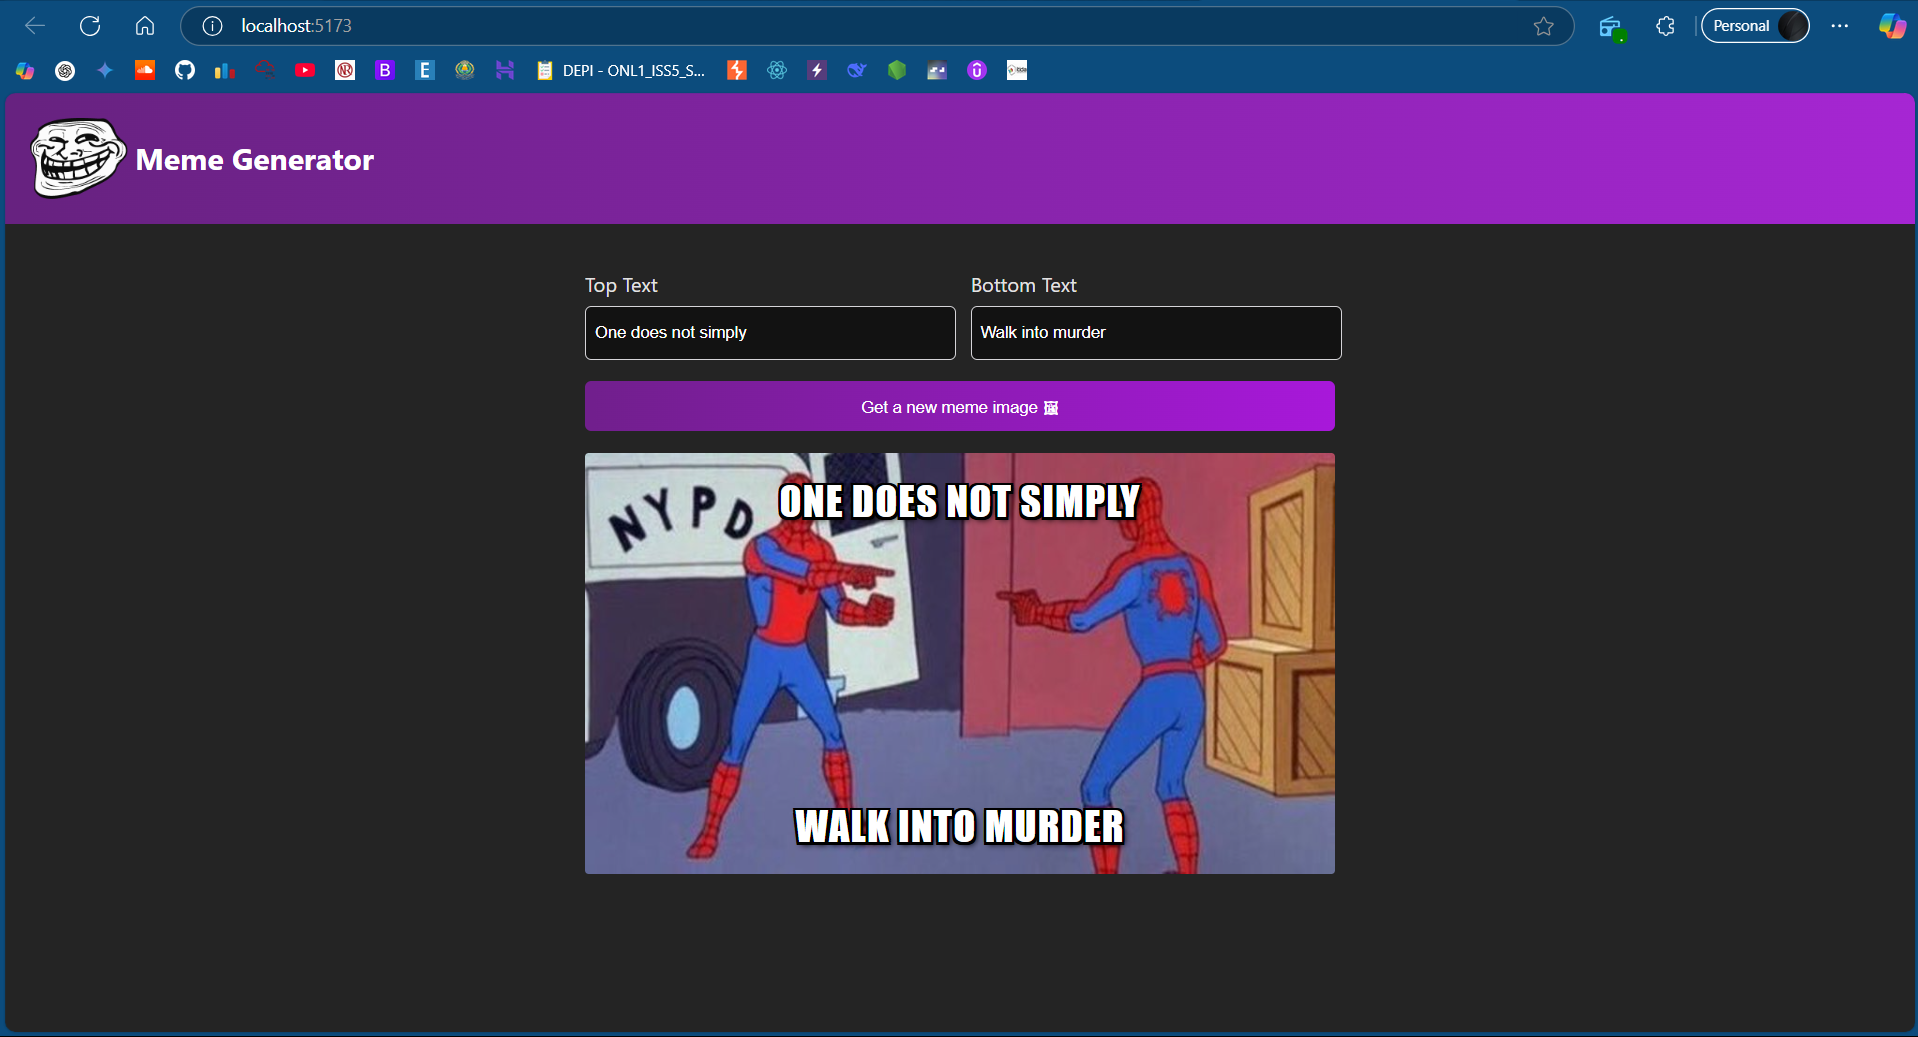 localhost:5173
Personal
DEPI - ONL1_ISS5_S...
Meme Generator
Top Text
Bottom Text
One does not simply
Walk into murder
Get a new meme image 🖼
NYPD
ONE DOES NOT SIMPLY
WALK INTO MURDER